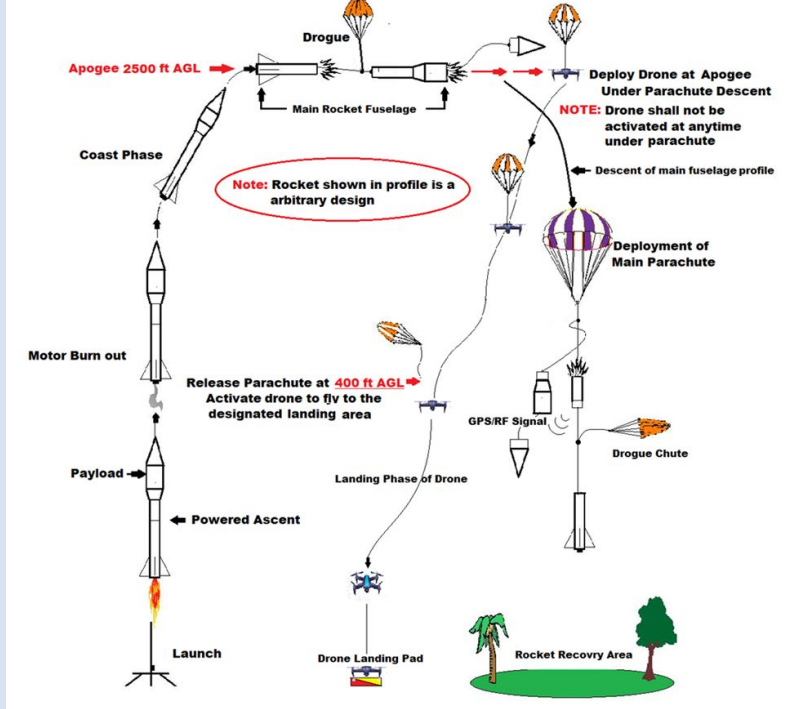 Drogue
Apogee 2500 ft AGL
Main Rocket Fuselage
Deploy Drone at Apogee
Under Parachute Descent
NOTE: Drone shall not be
activated at anytime
under parachute
Coast Phase
Descent of main fuselage profile
Note: Rocket shown in profile is a
arbitrary design
Deployment of
Main Parachute
Motor Burn out
Release Parachute at 400 ft AGL
Activate drone to fly to the
designated landing area
GPS/RF Signal
Drogue Chute
Payload
Landing Phase of Drone
Powered Ascent
Launch
Drone Landing Pad
Rocket Recovry Area